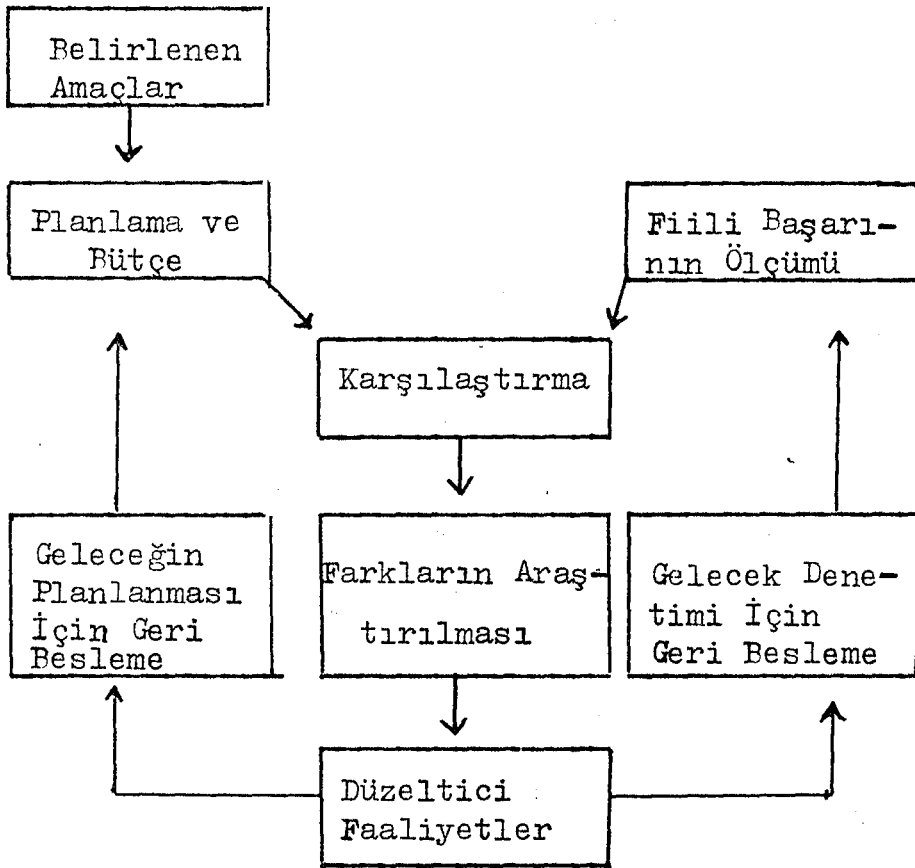 Belirlenen
Amaçlar
Planlama ve
Bütçe
Fiili Başarı-
nın Ölçümü
Karşılaştırma
Geleceğin
Planlanması
İçin Geri
Besleme
Farkların Araş-
tırılması
Gelecek Dene-
timi İçin
Geri Besleme
Düzeltici
Faaliyetler